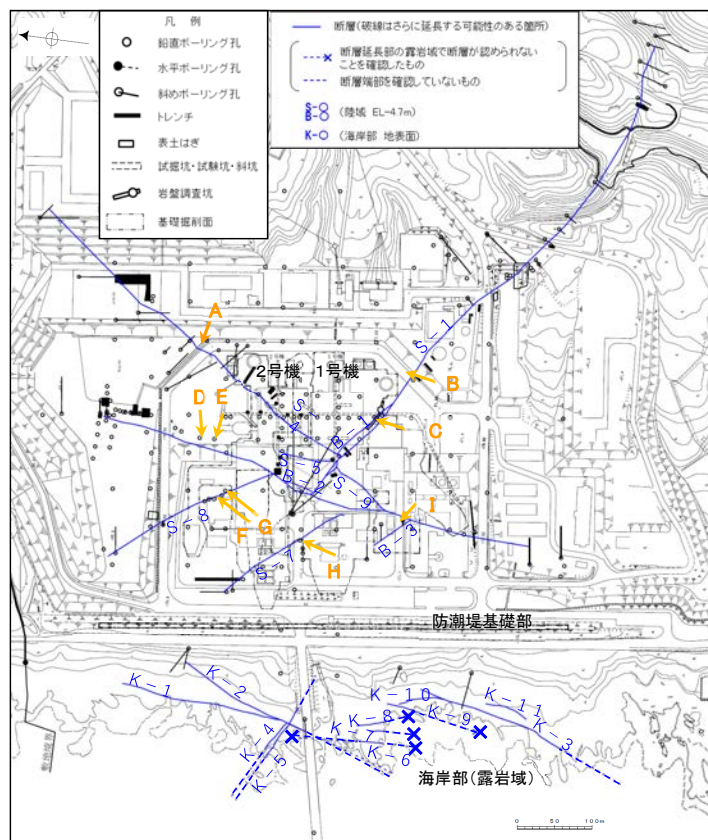 凡　例
鉛直ボーリング孔
水平ボーリング孔
斜めボーリング孔
トレンチ
表土はぎ
試掘坑・試験坑・斜坑
岩盤調査坑
基礎掘削面
断層(破線はさらに延長する可能性のある箇所)
断層延長部の露岩域で断層が認められない
ことを確認したもの
断層端部を確認していないもの
S-○
B-○
(陸域 EL-4.7m)
K-○
(海岸部 地表面)
A
S-1
2号機
1号機
B
D
E
S-4
B-1
C
S-5
B-2
S-9
S-8
F
G
I
S-7
H
B-3
防潮堤基礎部
K-1
K-2
K-10
K-11
K-8
K-9
K-4
K-7
K-3
K-5
K-6
海岸部(露岩域)
0
50
100m